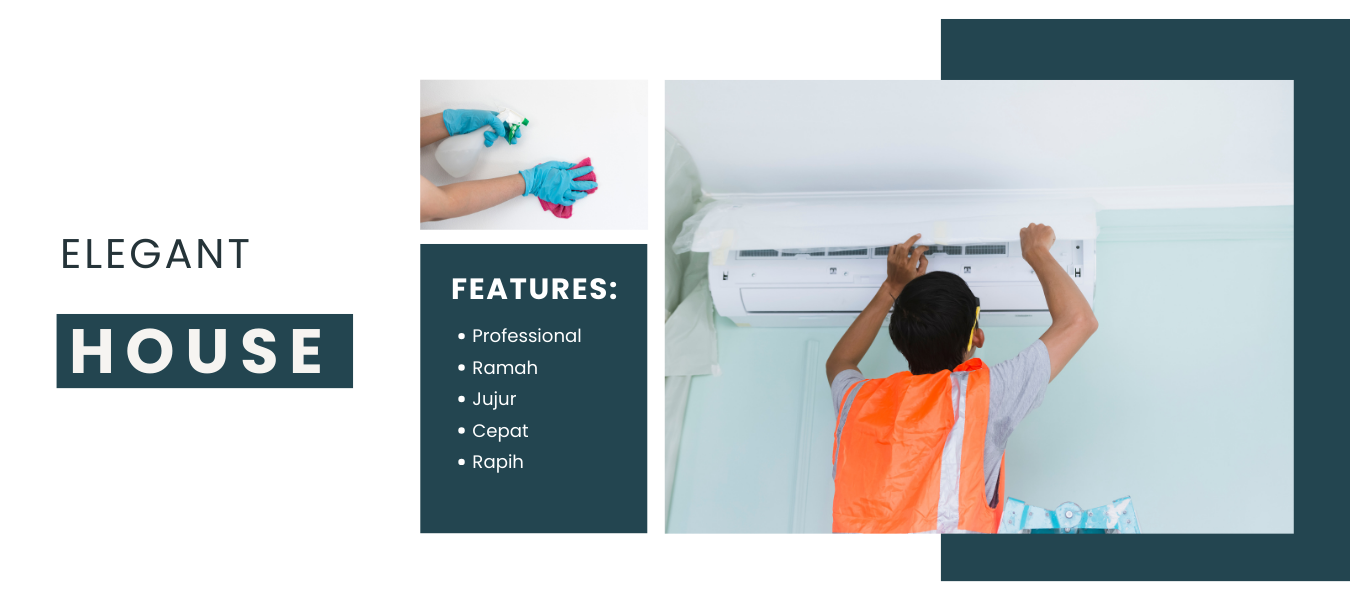 ELEGANT
HOUSE
FEATURES:
Professional
Ramah
Jujur
Cepat
Rapih